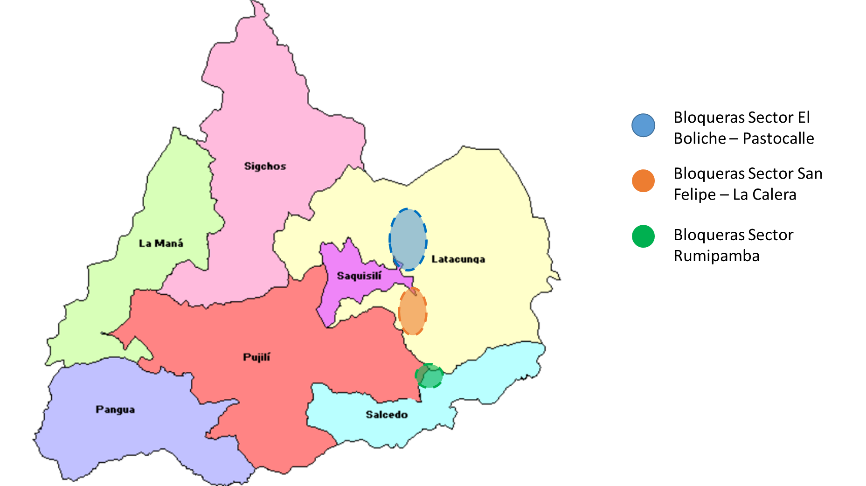 Sigchos
La Maná
Latacunga
Saquisilí
Pujilí
Pangua
Salcedo
Bloqueras Sector El
Boliche – Pastocalle
Bloqueras Sector San
Felipe – La Calera
Bloqueras Sector
Rumipamba